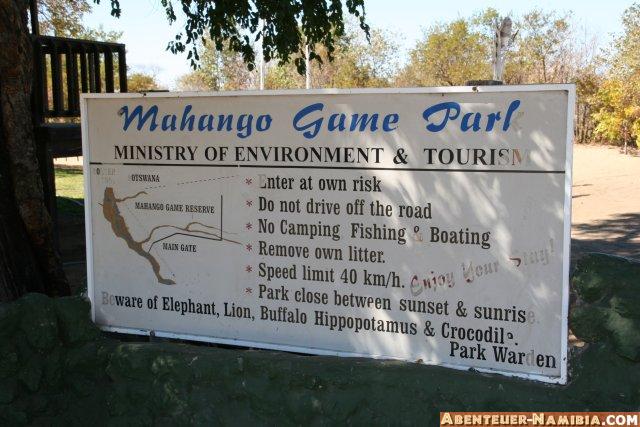 Mahango Game Park
MINISTRY OF ENVIRONMENT & TOURISM
BOTSWANA
MAHANGO GAME RESERVE
MAIN GATE
* Enter at own risk
* Do not drive off the road
* No Camping Fishing & Boating
* Remove own litter.
* Speed limit 40 km/h.
Enjoy Your Stay!
* Park close between sunset & sunrise.
Beware of Elephant, Lion, Buffalo Hippopotamus & Crocodile.
Park Warden
ABENTEUER-NAMIBIA.COM